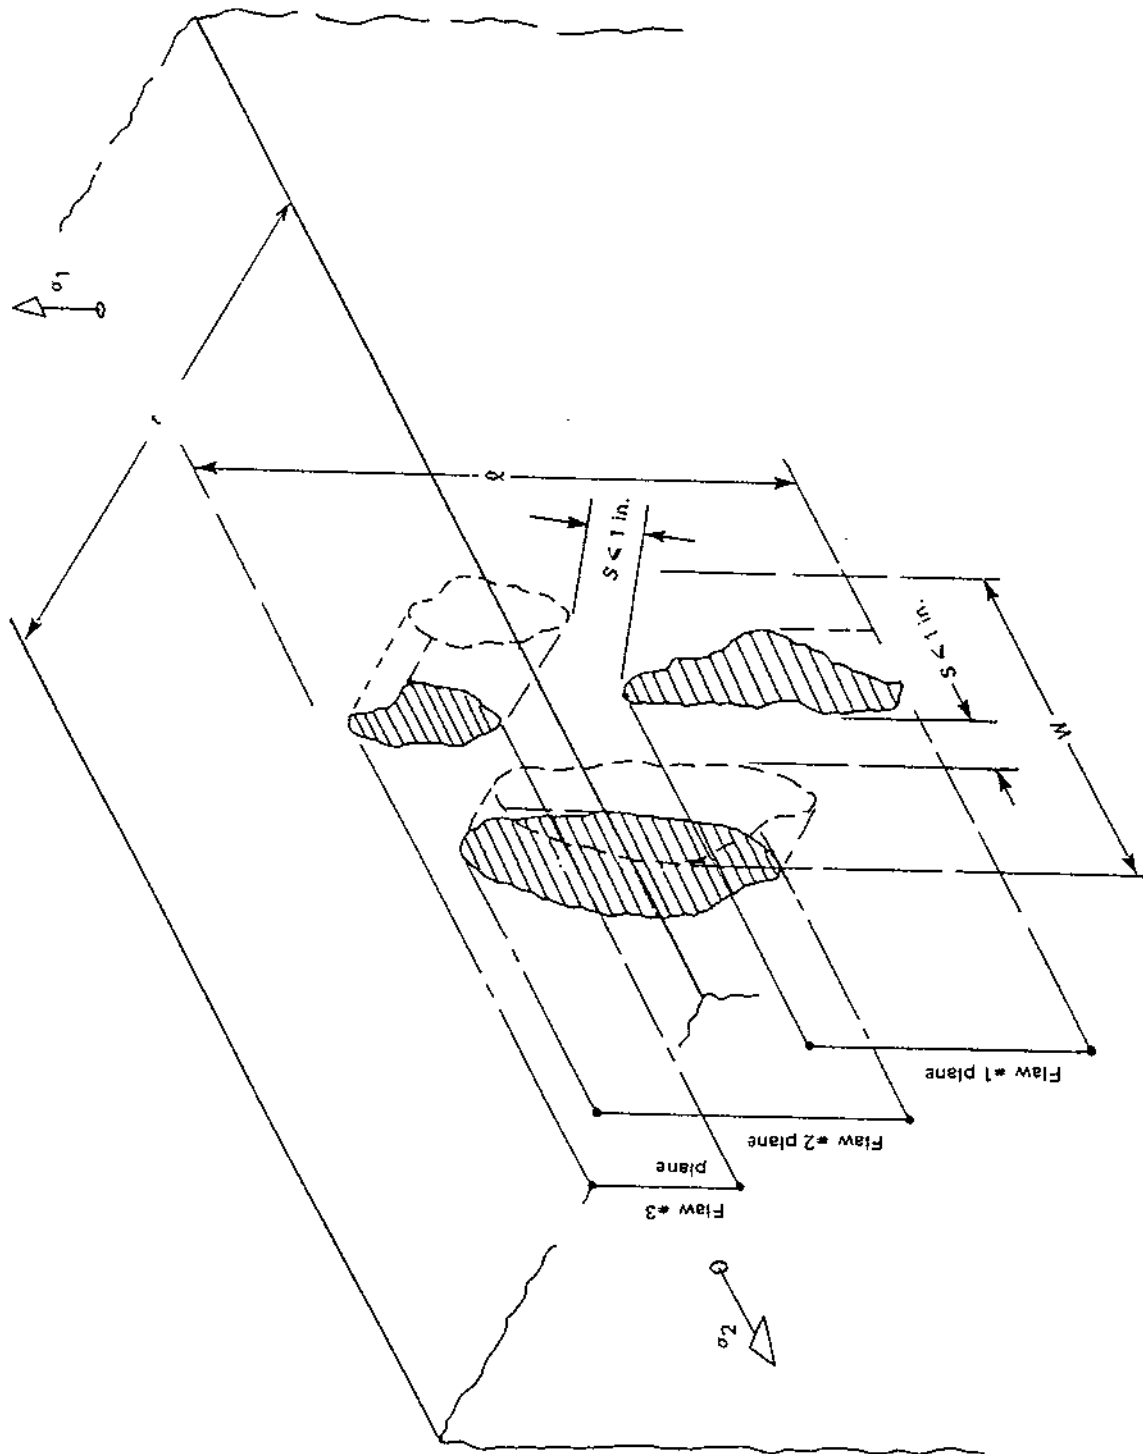 σ1
t
ℓ
S < 1 in.
S < 1 in.
W
Flaw #1 plane
Flaw #2 plane
Flaw #3
plane
σ2